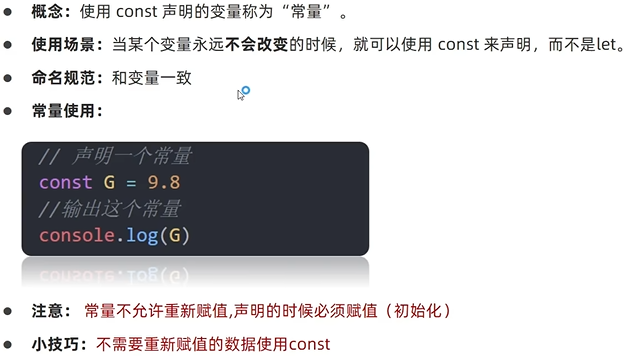 概念：使用 const 声明的变量称为“常量”。
使用场景：当某个变量永远不会改变的时候，就可以使用 const 来声明，而不是let。
命名规范：和变量一致
常量使用：
// 声明一个常量
const G = 9.8
//输出这个常量
console.log(G)
注意： 常量不允许重新赋值,声明的时候必须赋值（初始化）
小技巧：不需要重新赋值的数据使用const